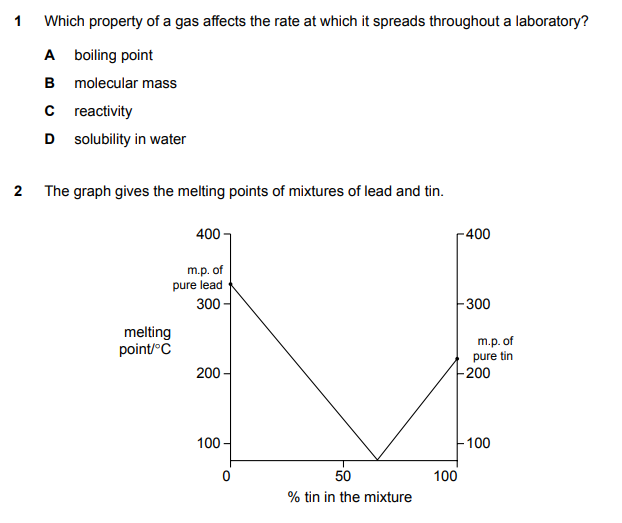 1 Which property of a gas affects the rate at which it spreads throughout a laboratory?
A boiling point
B molecular mass
C reactivity
D solubility in water
2 The graph gives the melting points of mixtures of lead and tin.
400
400
m.p. of
pure lead
300
300
melting
point/°C
m.p. of
pure tin
200
200
100
100
0
50
100
% tin in the mixture